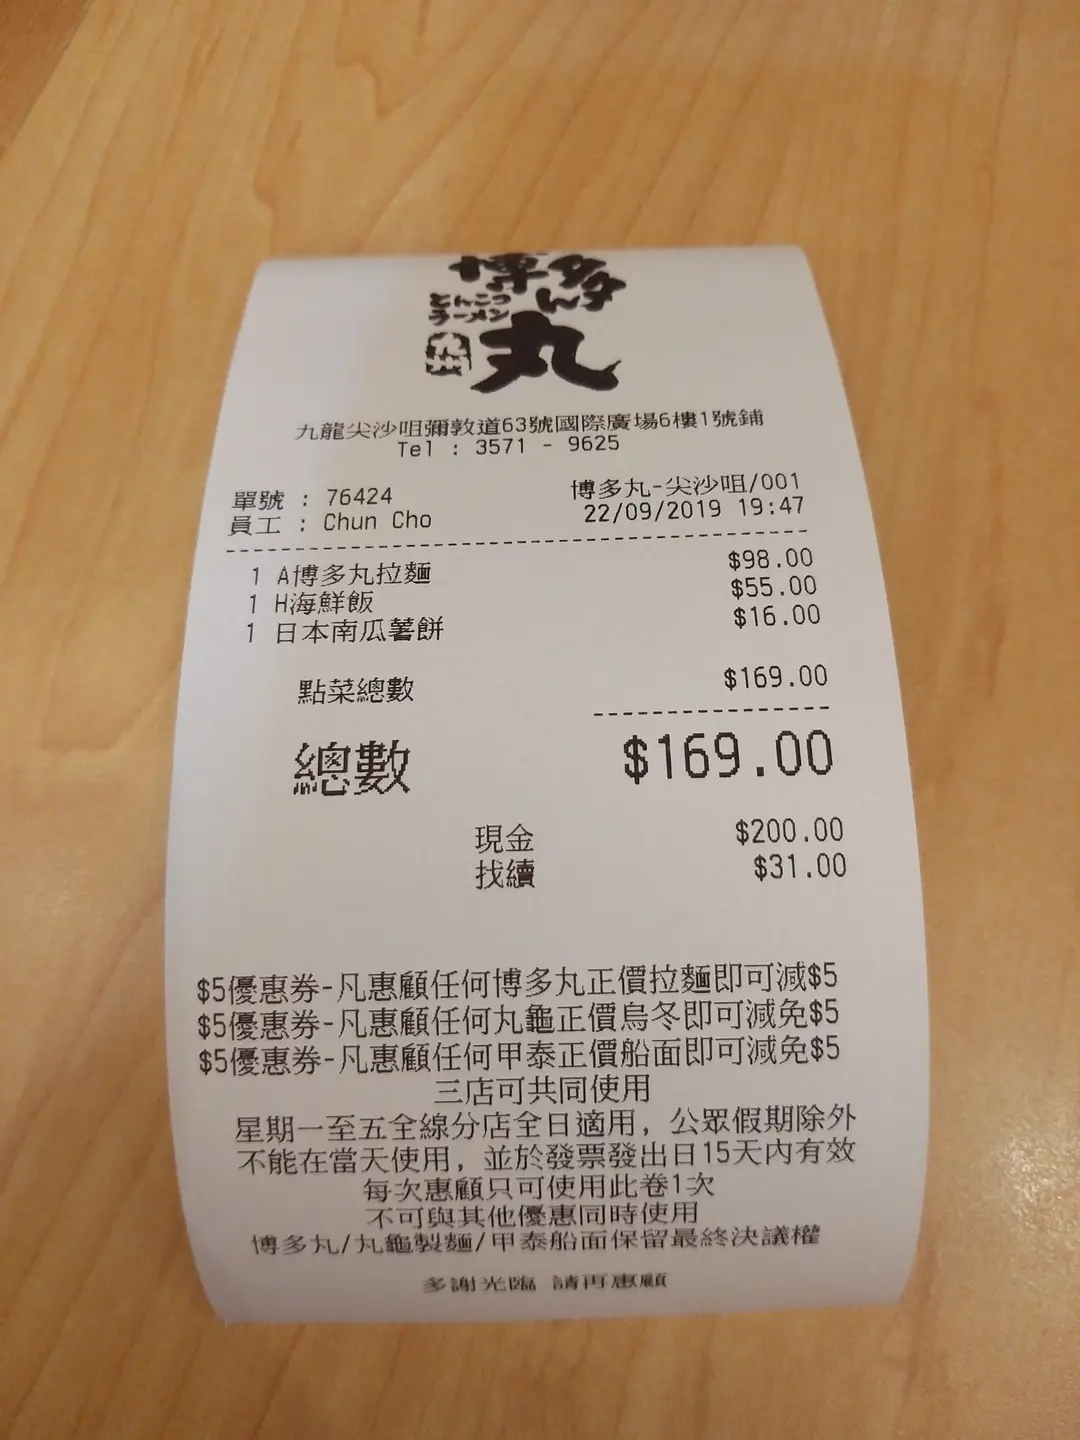 博多
とんこつ
ラーメン
ん
九州 丸
九龍尖沙咀彌敦道63號國際廣場6樓1號鋪
Tel : 3571 - 9625
單號 : 76424 博多丸-尖沙咀/001
員工 : Chun Cho 22/09/2019 19:47
1 A博多丸拉麵 $98.00
1 H海鮮飯 $55.00
1 日本南瓜薯餅 $16.00
點菜總數 $169.00
總數 $169.00
現金 $200.00
找續 $31.00
$5優惠券-凡惠顧任何博多丸正價拉麵即可減$5
$5優惠券-凡惠顧任何丸龜正價烏冬即可減免$5
$5優惠券-凡惠顧任何甲泰正價船面即可減免$5
三店可共同使用
星期一至五全線分店全日適用, 公眾假期除外
不能在當天使用, 並於發票發出日15天內有效
每次惠顧只可使用此卷1次
不可與其他優惠同時使用
博多丸/丸龜製麵/甲泰船面保留最終決議權
多謝光臨 請再惠顧